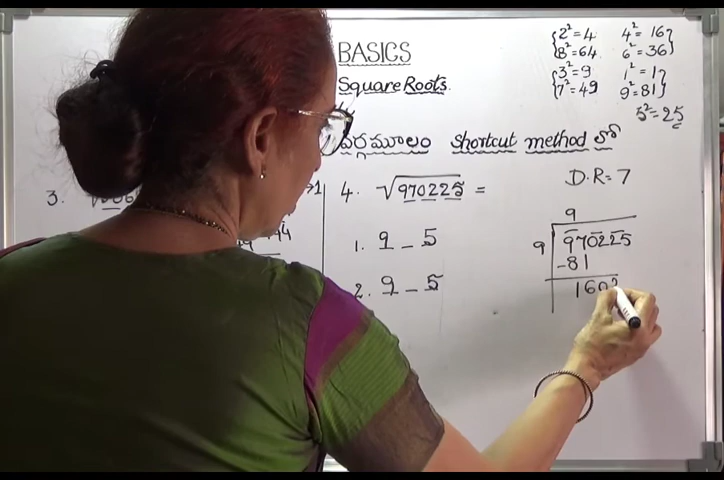 BASICS
Square Roots.
2²=4 4²=16
8²=64 6²=36
3²=9 1²=1
7²=49 9²=81
5²=25
వర్గమూలం shortcut method లో
3.
4. √970225 =
D.R=7
1. 9 _ 5
2. 9 _ 5
9
9 970225
-81
160